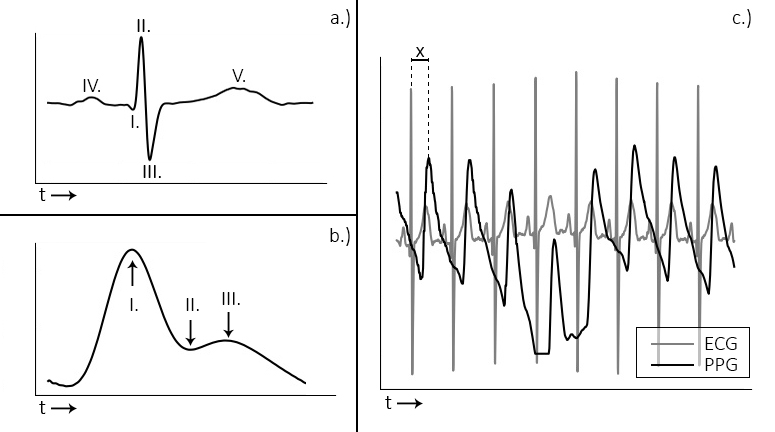 a.)
II.
IV.
V.
I.
III.
t
b.)
I.
II.
III.
t
c.)
x
ECG
PPG
t